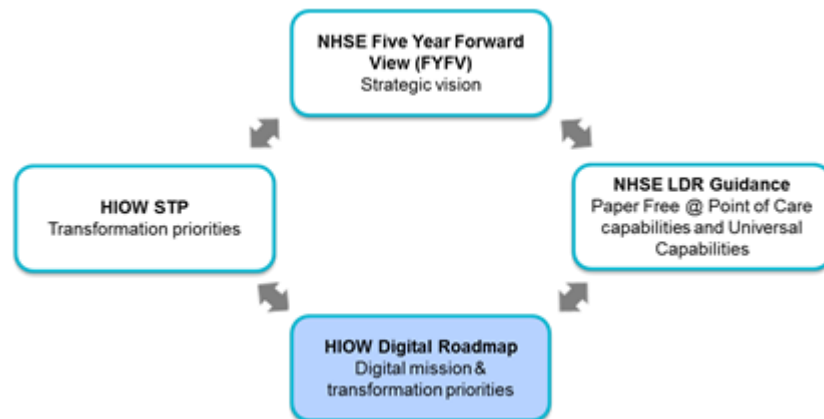 NHSE Five Year Forward
View (FYFV)
Strategic vision
HIOW STP
Transformation priorities
NHSE LDR Guidance
Paper Free @ Point of Care
capabilities and Universal
Capabilities
HIOW Digital Roadmap
Digital mission &
transformation priorities